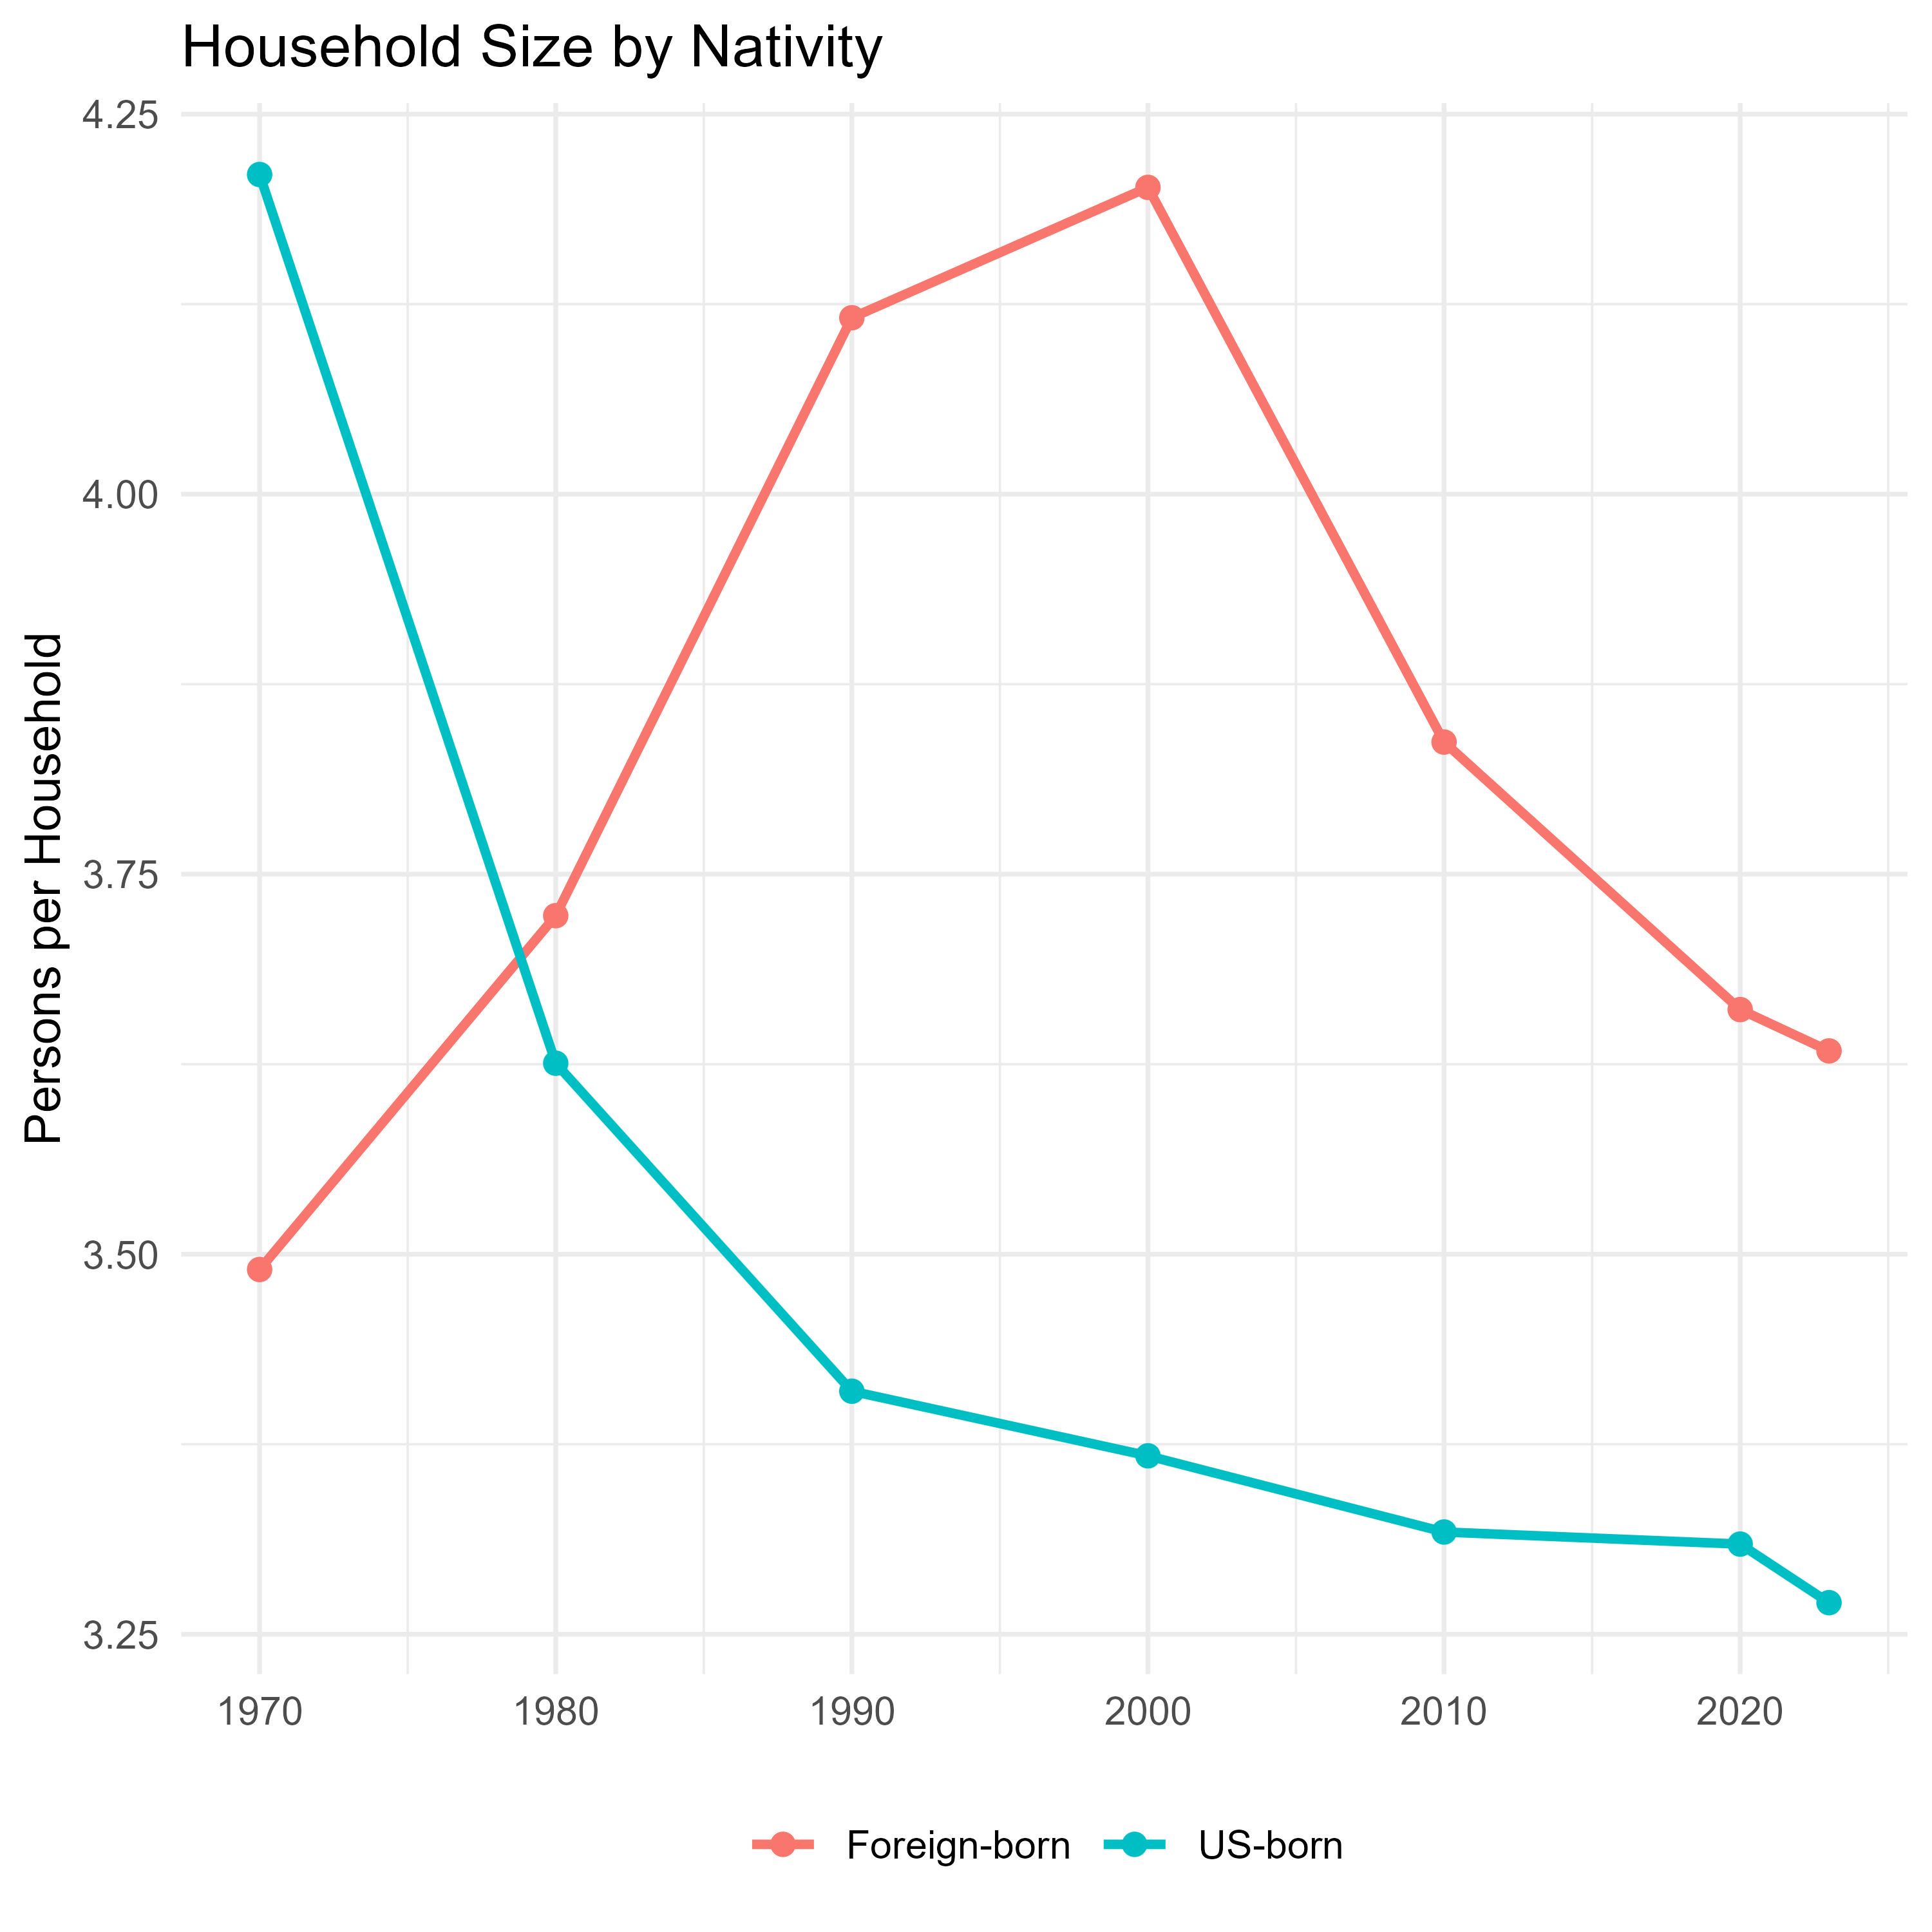 Household Size by Nativity
Persons per Household
4.25
4.00
3.75
3.50
3.25
1970 1980 1990 2000 2010 2020
Foreign-born US-born